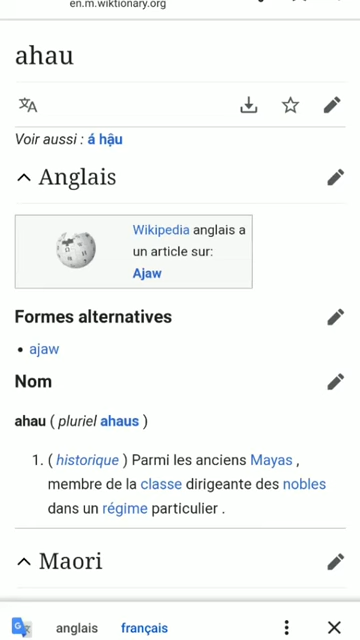 en.m.wiktionary.org
ahau
Voir aussi : á hậu
Anglais
Wikipedia anglais a
un article sur:
Ajaw
Formes alternatives
• ajaw
Nom
ahau ( pluriel ahaus )
1. ( historique ) Parmi les anciens Mayas ,
membre de la classe dirigeante des nobles
dans un régime particulier .
Maori
anglais français